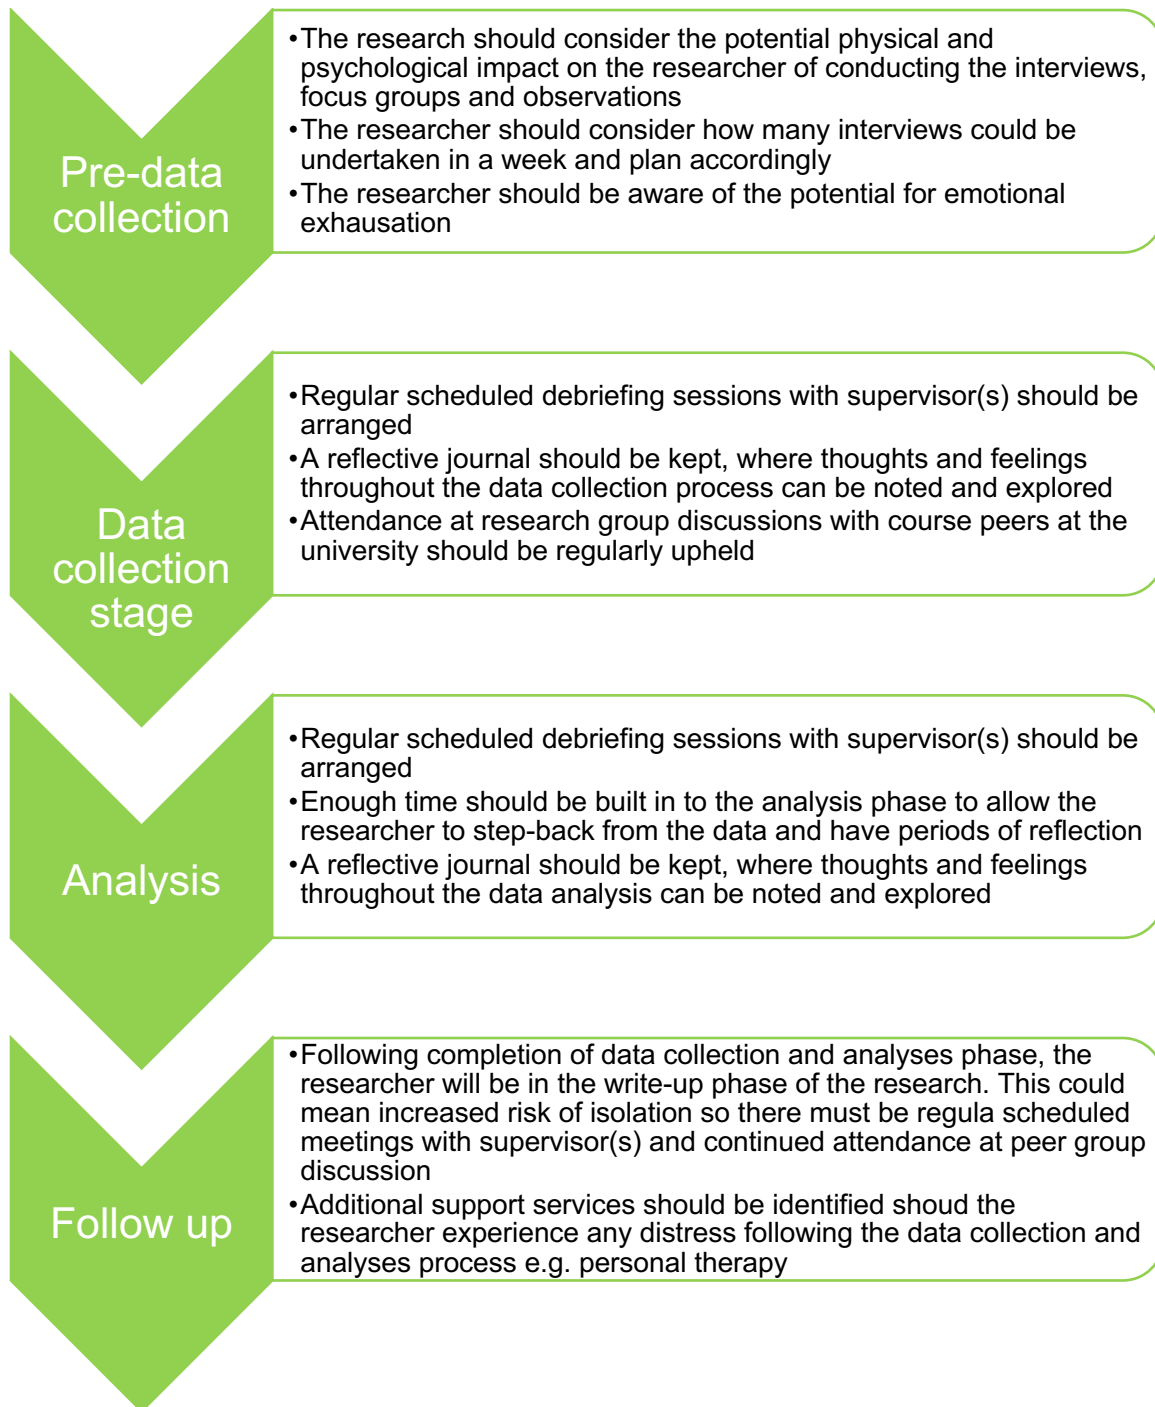 Pre-data
collection
•The research should consider the potential physical and
psychological impact on the researcher of conducting the interviews,
focus groups and observations
•The researcher should consider how many interviews could be
undertaken in a week and plan accordingly
•The researcher should be aware of the potential for emotional
exhausation
Data
collection
stage
•Regular scheduled debriefing sessions with supervisor(s) should be
arranged
•A reflective journal should be kept, where thoughts and feelings
throughout the data collection process can be noted and explored
•Attendance at research group discussions with course peers at the
university should be regularly upheld
Analysis
•Regular scheduled debriefing sessions with supervisor(s) should be
arranged
•Enough time should be built in to the analysis phase to allow the
researcher to step-back from the data and have periods of reflection
•A reflective journal should be kept, where thoughts and feelings
throughout the data analysis can be noted and explored
Follow up
•Following completion of data collection and analyses phase, the
researcher will be in the write-up phase of the research. This could
mean increased risk of isolation so there must be regula scheduled
meetings with supervisor(s) and continued attendance at peer group
discussion
•Additional support services should be identified shoud the
researcher experience any distress following the data collection and
analyses process e.g. personal therapy